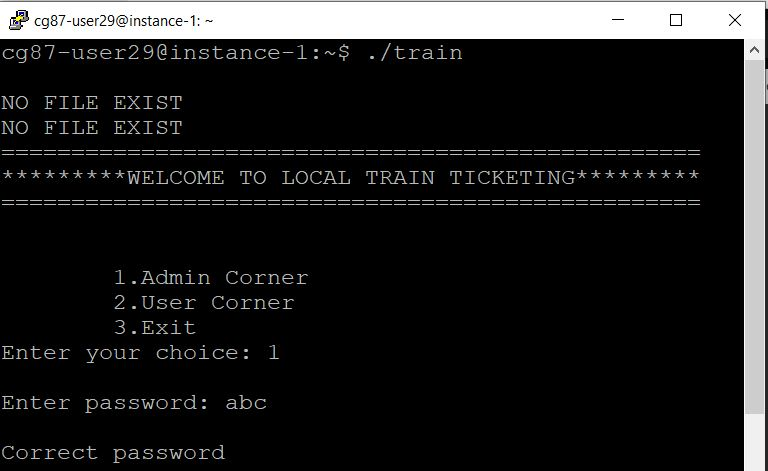 cg87-user29@instance-1: ~
cg87-user29@instance-1:~$ ./train
NO FILE EXIST
NO FILE EXIST
==================================================
*********WELCOME TO LOCAL TRAIN TICKETING*********
==================================================
1.Admin Corner
2.User Corner
3.Exit
Enter your choice: 1
Enter password: abc
Correct password